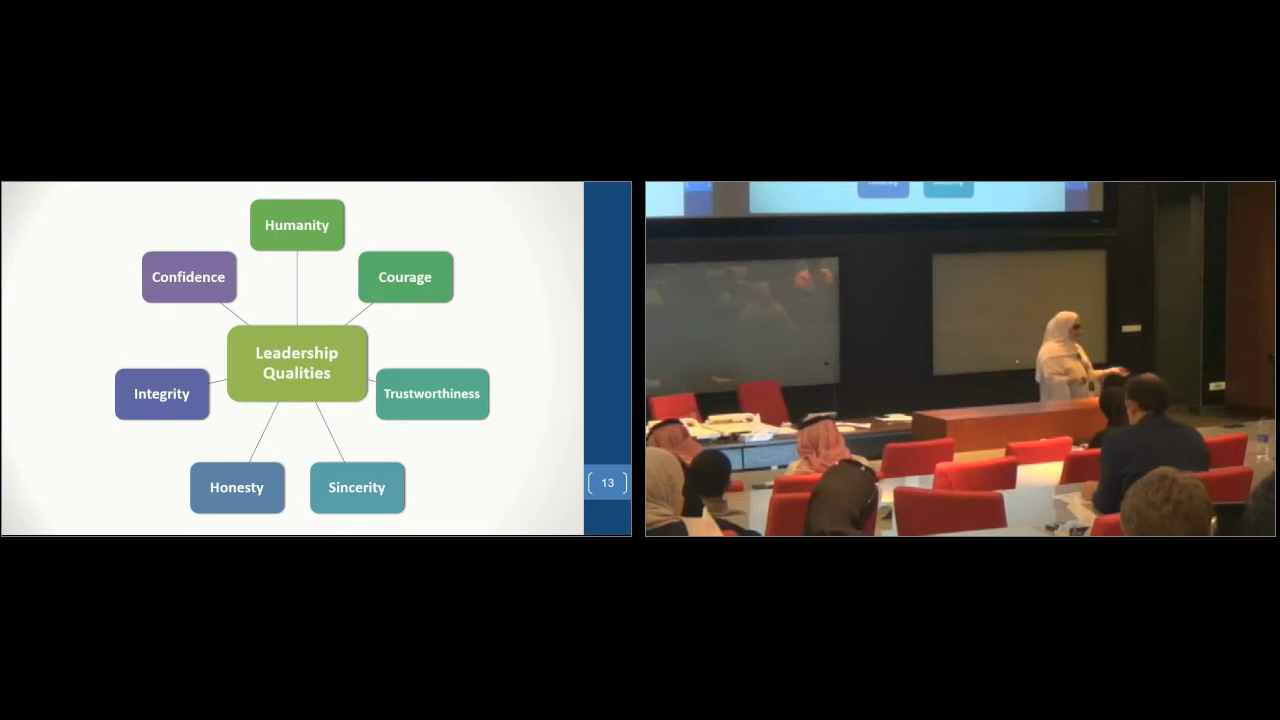 Humanity
Confidence
Courage
Leadership
Qualities
Integrity
Trustworthiness
Honesty
Sincerity
13